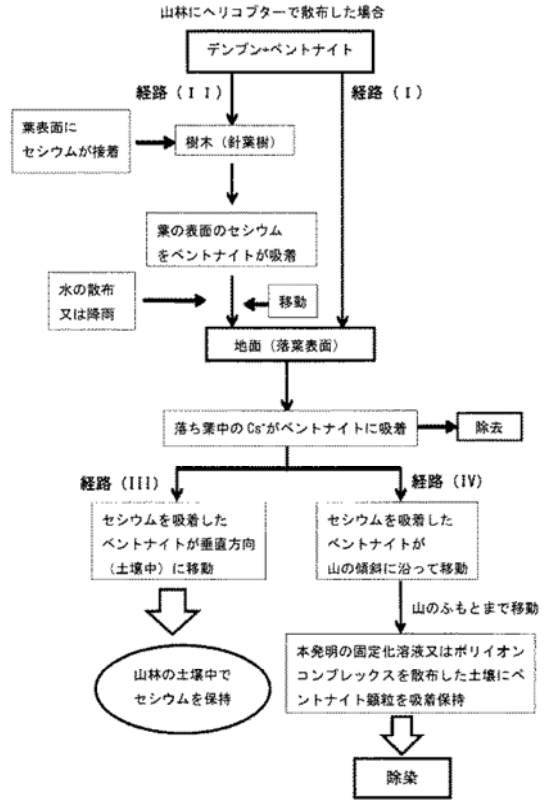 山林にヘリコプターで散布した場合
デンプン+ベントナイト
経路(ＩＩ)
経路(Ｉ)
葉表面に
セシウムが接着
樹木(針葉樹)
葉の表面のセシウム
をベントナイトが吸着
水の散布
又は降雨
移動
地面(落葉表面)
落ち葉中のCs⁺がベントナイトに吸着
除去
経路(III)
経路(IV)
セシウムを吸着した
ベントナイトが垂直方向
(土壌中)に移動
セシウムを吸着した
ベントナイトが
山の傾斜に沿って移動
山のふもとまで移動
山林の土壌中で
セシウムを保持
本発明の固定化溶液又はポリイオン
コンプレックスを散布した土壌にベ
ントナイト顆粒を吸着保持
除染